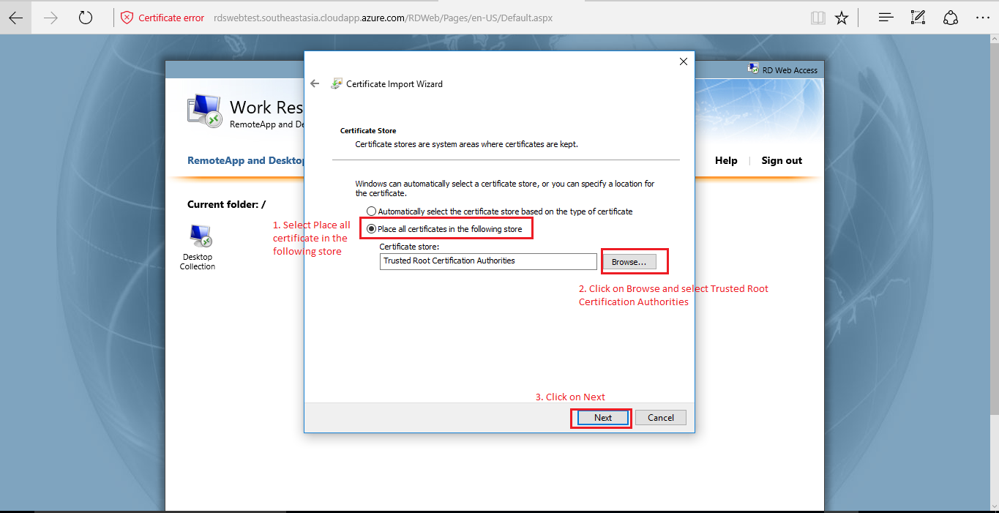 Certificate error rdswebtest.southeastasia.cloudapp.azure.com/RDWeb/Pages/en-US/Default.aspx
RD Web Access
Certificate Import Wizard
Work Res
RemoteApp and De
Certificate Store
Certificate stores are system areas where certificates are kept.
RemoteApp and Desktop
Help | Sign out
Windows can automatically select a certificate store, or you can specify a location for
the certificate.
Current folder: /
Automatically select the certificate store based on the type of certificate
1. Select Place all
certificate in the
following store
Place all certificates in the following store
Certificate store:
Trusted Root Certification Authorities
Browse...
Desktop
Collection
2. Click on Browse and select Trusted Root
Certification Authorities
3. Click on Next
Next
Cancel